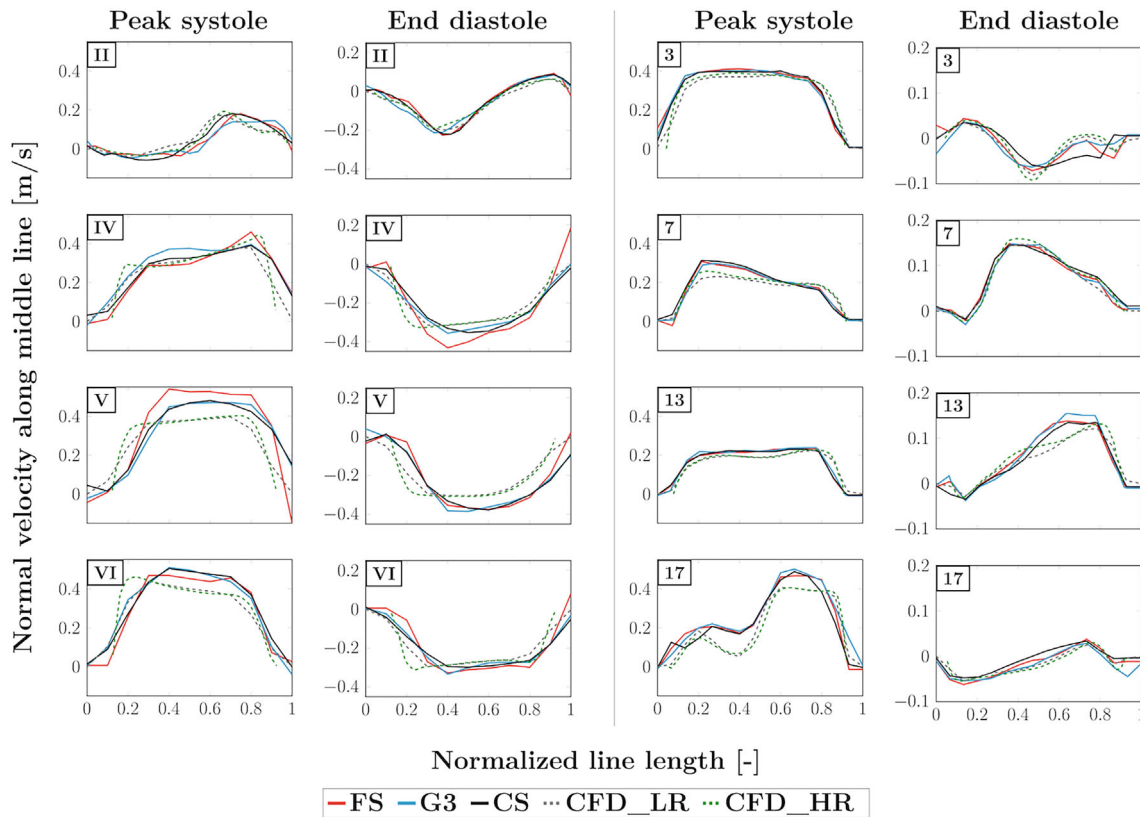 Peak systole End diastole Peak systole End diastole
Normal velocity along middle line [m/s]
II II 3 3
0.4 0.2 0
0 −0.2 −0.4
0.4 0.2 0
0.2 0.1 0 −0.1
IV IV 7 7
0.4 0.2 0
0 −0.2 −0.4
0.4 0.2 0
0.2 0.1 0 −0.1
V V 13 13
0.4 0.2 0
0 −0.2 −0.4
0.4 0.2 0
0.2 0.1 0 −0.1
VI VI 17 17
0.4 0.2 0
0 −0.2 −0.4
0.4 0.2 0
0.2 0.1 0 −0.1
0 0.2 0.4 0.6 0.8 1 0 0.2 0.4 0.6 0.8 1 0 0.2 0.4 0.6 0.8 1 0 0.2 0.4 0.6 0.8 1
Normalized line length [-]
FS G3 CS CFD_LR CFD_HR